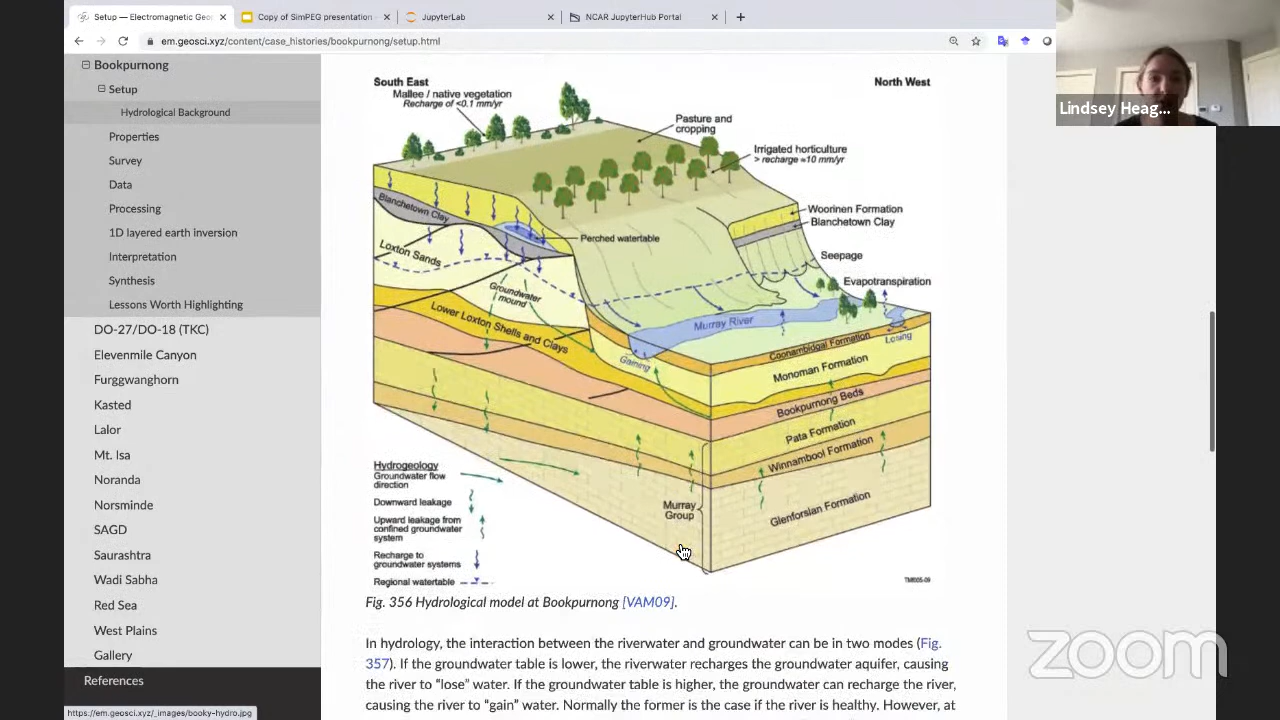 Setup — Electromagnetic Geo
Copy of SimPEG presentation
JupyterLab
NCAR JupyterHub Portal
em.geosci.xyz/content/case_histories/bookpurnong/setup.html
Lindsey Heag...
Bookpurnong
Setup
Hydrological Background
Properties
Survey
Data
Processing
1D layered earth inversion
Interpretation
Synthesis
Lessons Worth Highlighting
DO-27/DO-18 (TKC)
Elevenmile Canyon
Furggwanghorn
Kasted
Lalor
Mt. Isa
Noranda
Norsminde
SAGD
Saurashtra
Wadi Sabha
Red Sea
West Plains
Gallery
References
https://em.geosci.xyz/_images/booky-hydro.jpg
South East
North West
Mallee / native vegetation
Recharge of <0.1 mm/yr
Pasture and
cropping
Irrigated horticulture
> recharge ≈10 mm/yr
Woorinen Formation
Blanchetown Clay
Blanchetown Clay
Perched watertable
Seepage
Loxton Sands
Evapotranspiration
Groundwater
mound
Murray River
Lower Loxton Shells and Clays
Gaining
Losing
Coonambidgal Formation
Monoman Formation
Bookpurnong Beds
Pata Formation
Winnambool Formation
Glenforslan Formation
Murray
Group
Hydrogeology
Groundwater flow
direction
Downward leakage
Upward leakage from
confined groundwater
system
Recharge to
groundwater systems
Regional watertable
Fig. 356 Hydrological model at Bookpurnong [VAM09].
In hydrology, the interaction between the riverwater and groundwater can be in two modes (Fig.
357). If the groundwater table is lower, the riverwater recharges the groundwater aquifer, causing
the river to “lose” water. If the groundwater table is higher, the groundwater can recharge the river,
causing the river to “gain” water. Normally the former is the case if the river is healthy. However, at
zoom